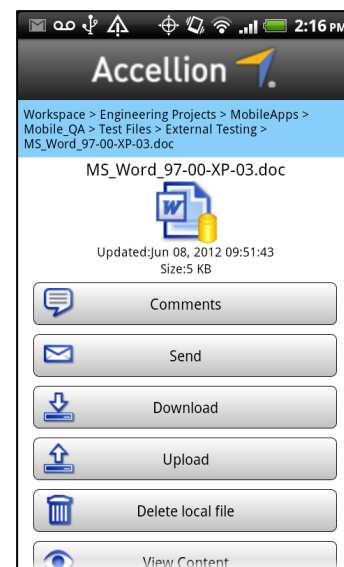 2:16 PM
Accellion
Workspace > Engineering Projects > MobileApps >
Mobile_QA > Test Files > External Testing >
MS_Word_97-00-XP-03.doc
MS_Word_97-00-XP-03.doc
W
Updated:Jun 08, 2012 09:51:43
Size:5 KB
Comments
Send
Download
Upload
Delete local file
View Content